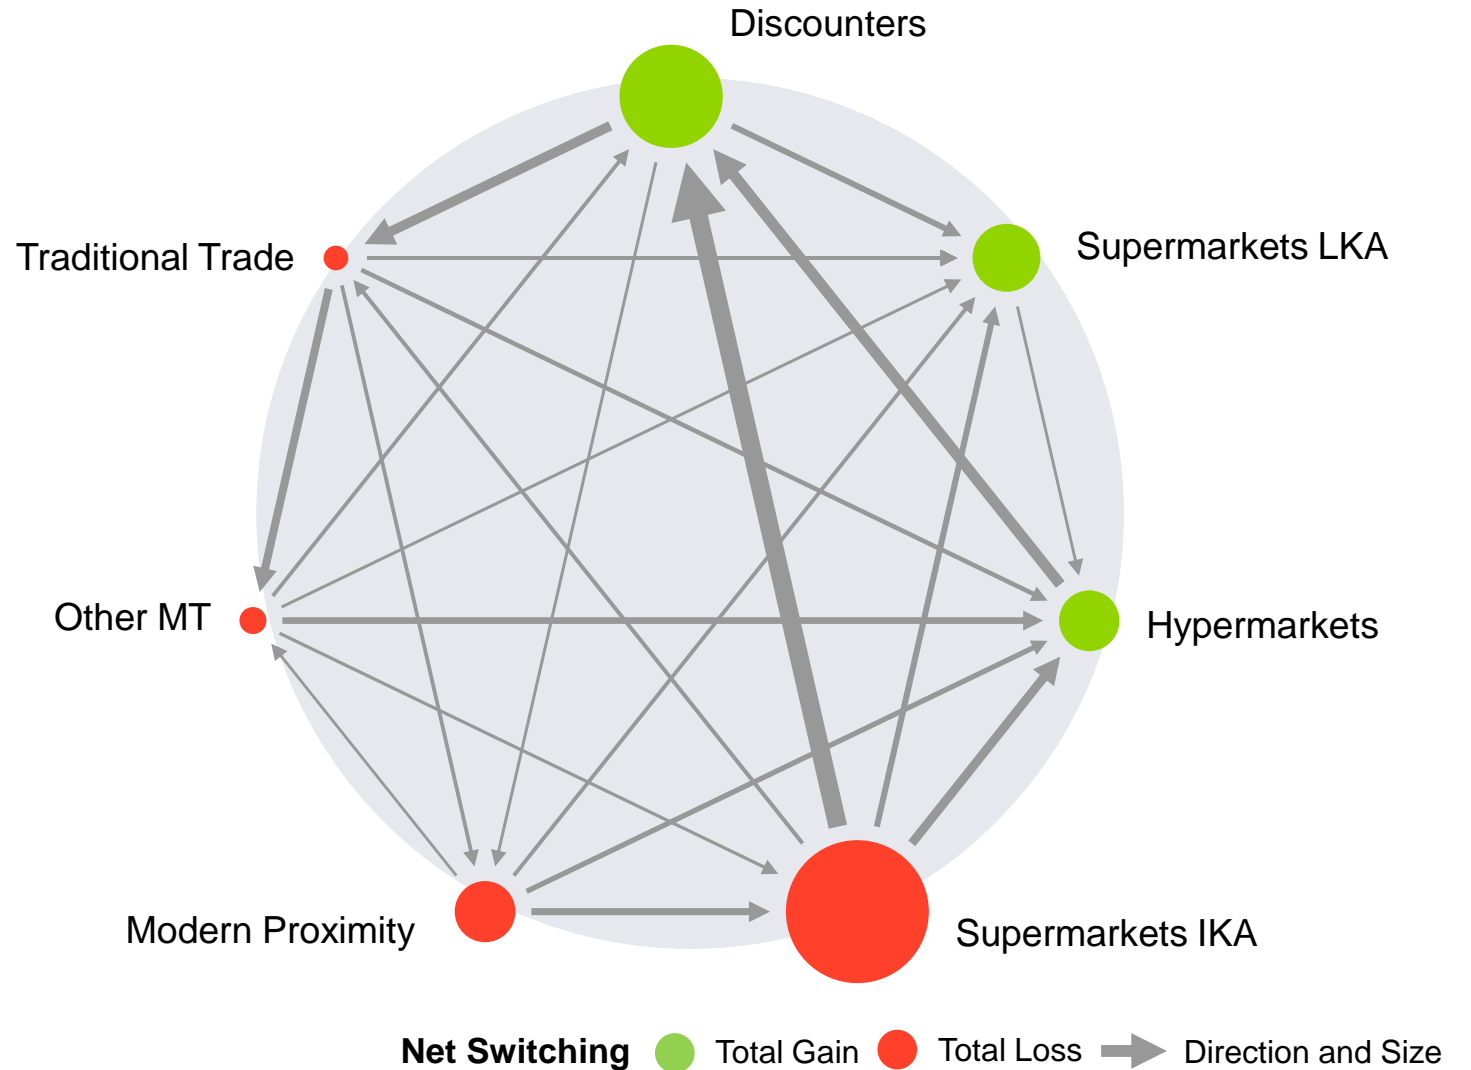 Discounters
Supermarkets LKA
Traditional Trade
Other MT
Hypermarkets
Modern Proximity
Supermarkets IKA
Net Switching Total Gain Total Loss Direction and Size